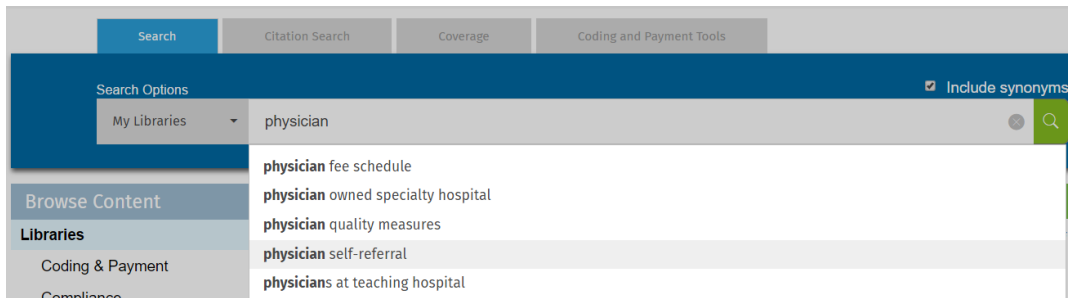 Search Citation Search Coverage Coding and Payment Tools
Search Options Include synonyms
My Libraries physician
physician fee schedule
physician owned specialty hospital
physician quality measures
physician self-referral
physicians at teaching hospital
Browse Content
Libraries
Coding & Payment
Compliance